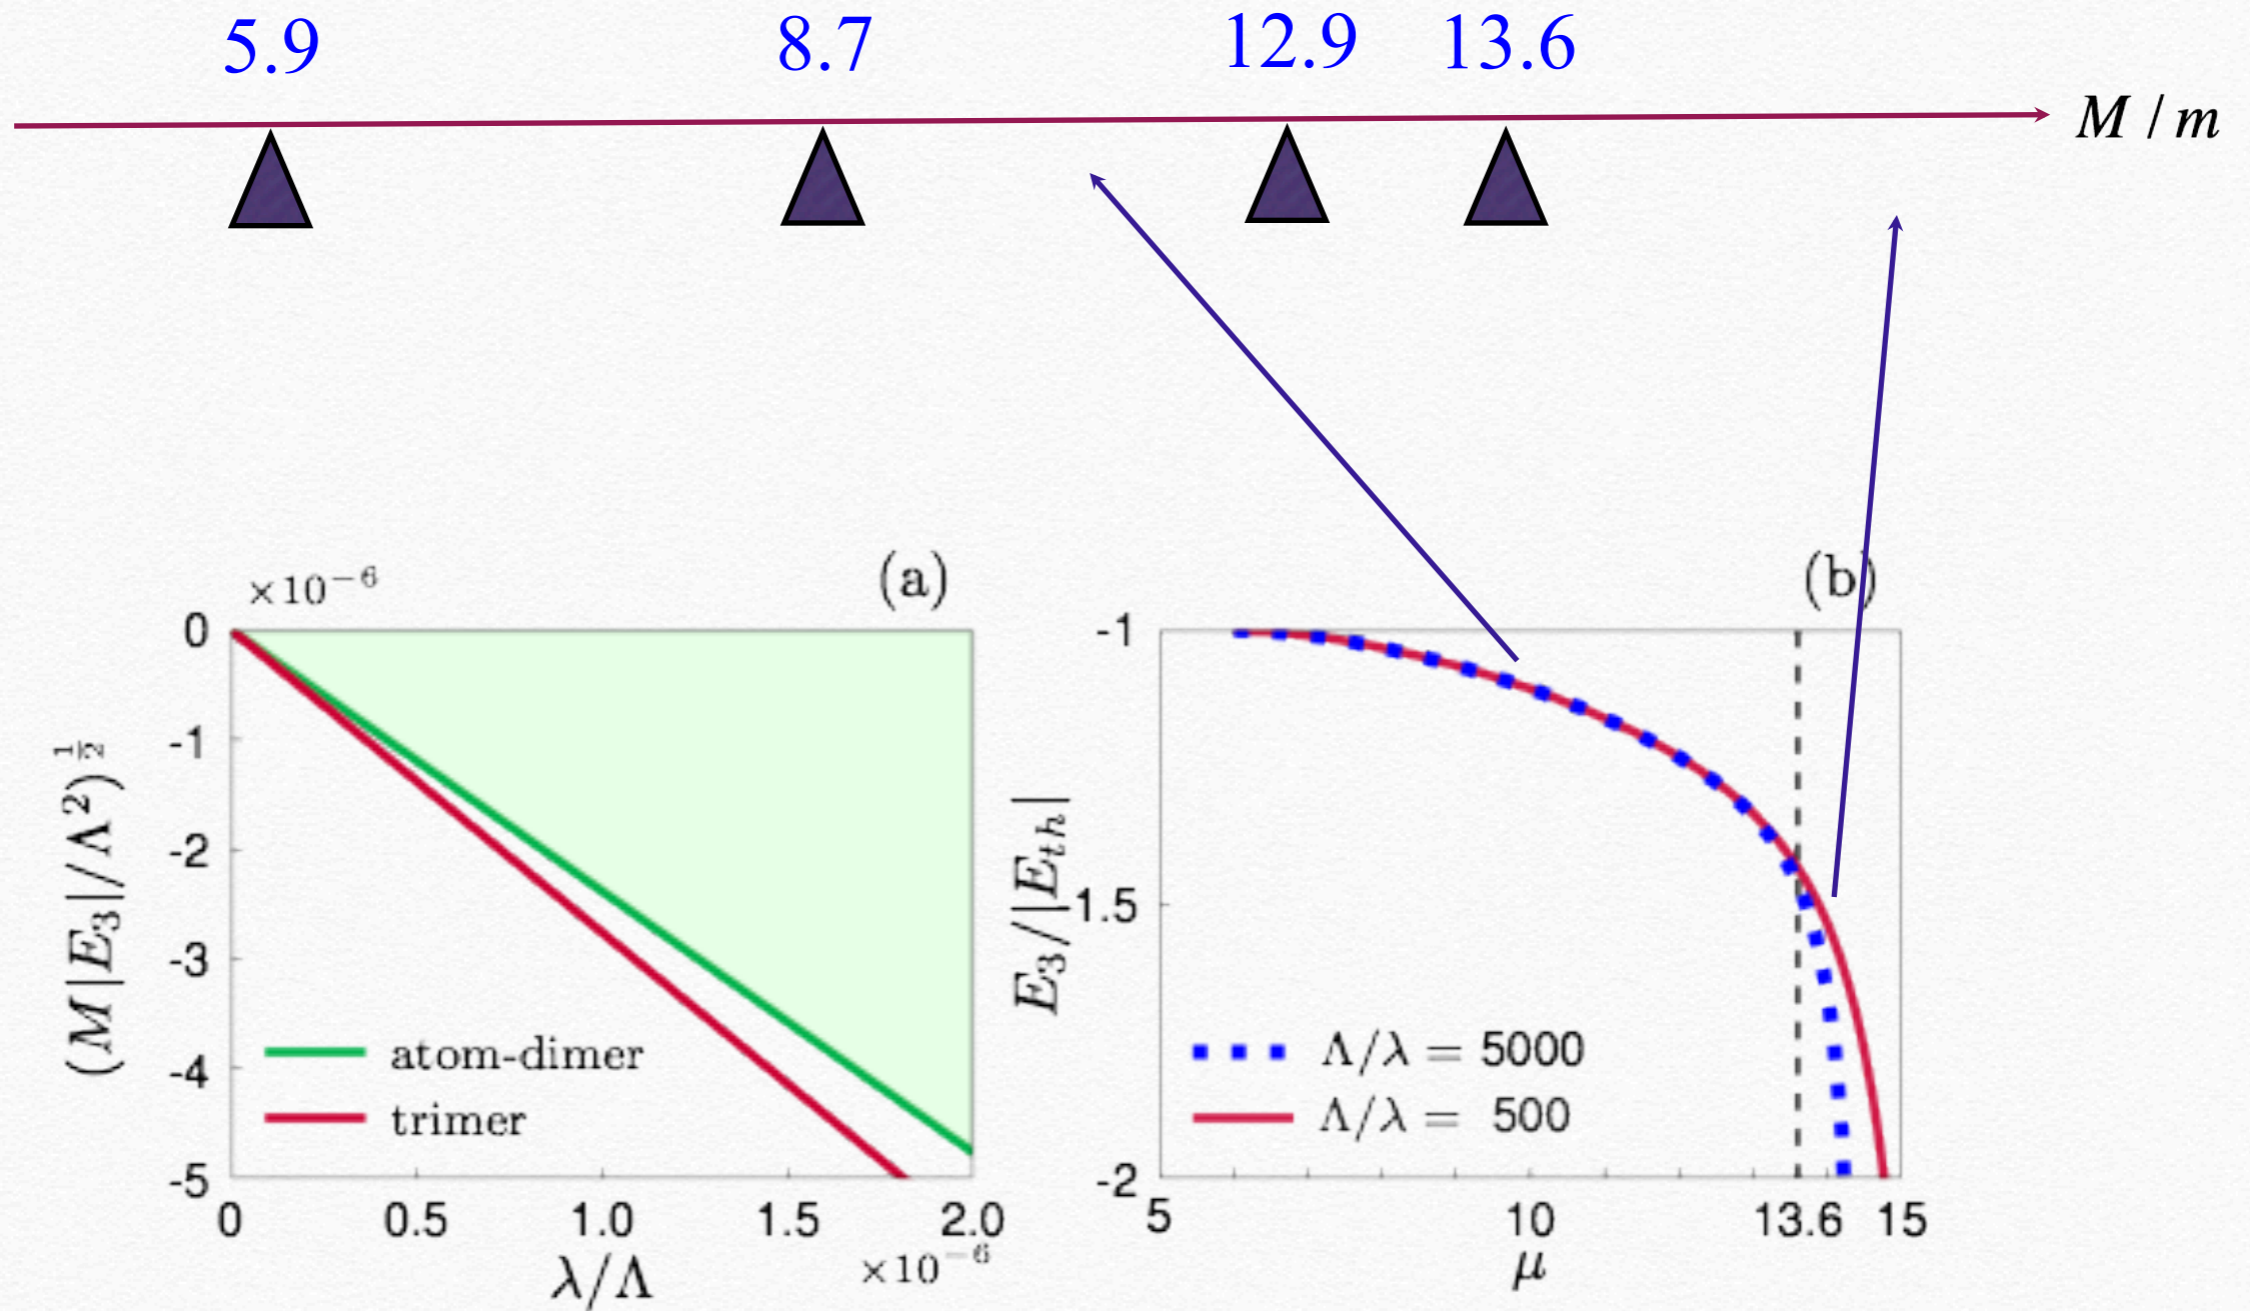 5.9 8.7 12.9 13.6
M / m
×10⁻⁶ (a)
0
-1
-2
-3
-4
-5
(M|E₃|/Λ²)^½
atom-dimer
trimer
0 0.5 1.0 1.5 2.0
λ/Λ ×10⁻⁶
(b)
-1
-1.5
-2
E₃/|E_th|
Λ/λ = 5000
Λ/λ = 500
5 10 13.6 15
μ